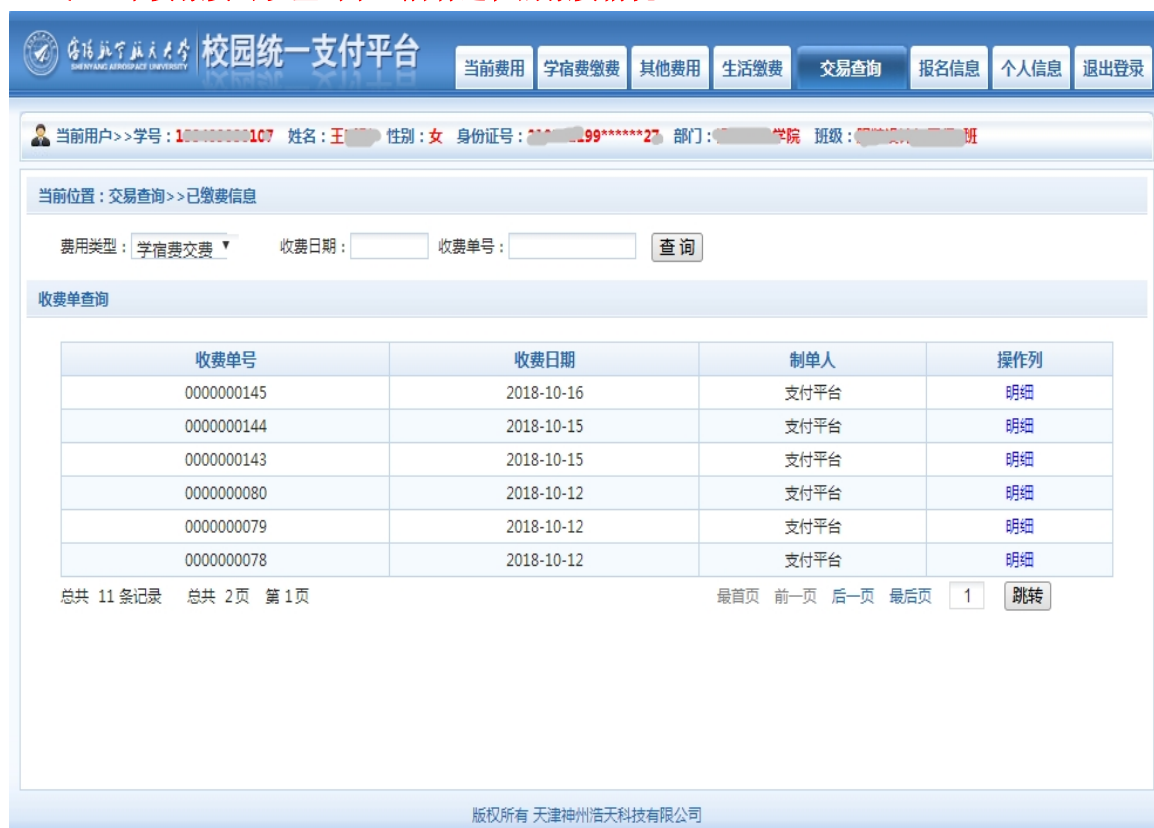 SHENYANG AEROSPACE UNIVERSITY 校园统一支付平台
当前费用 学宿费缴费 其他费用 生活缴费 交易查询 报名信息 个人信息 退出登录
当前用户>>学号：1 107 姓名：王 性别：女 身份证号： 99******27 部门： 学院 班级： 班
当前位置：交易查询>>已缴费信息
费用类型：学宿费交费 收费日期： 收费单号： 查询
收费单查询
收费单号 收费日期 制单人 操作列
0000000145 2018-10-16 支付平台 明细
0000000144 2018-10-15 支付平台 明细
0000000143 2018-10-15 支付平台 明细
0000000080 2018-10-12 支付平台 明细
0000000079 2018-10-12 支付平台 明细
0000000078 2018-10-12 支付平台 明细
总共 11 条记录 总共 2页 第 1页 最首页 前一页 后一页 最后页 1 跳转
版权所有 天津神州浩天科技有限公司